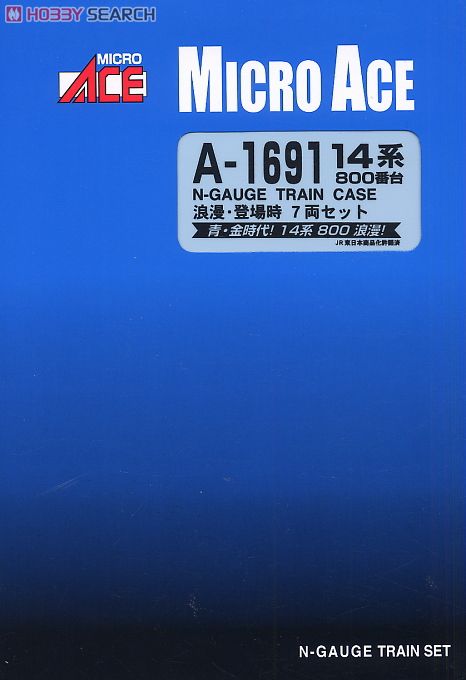 HOBBY SEARCH
MICRO
ACE
MICRO ACE
A-1691 14系
800番台
N-GAUGE TRAIN CASE
浪漫・登場時 7両セット
青・金時代! 14系 800 浪漫!
JR東日本商品化許諾済
N-GAUGE TRAIN SET